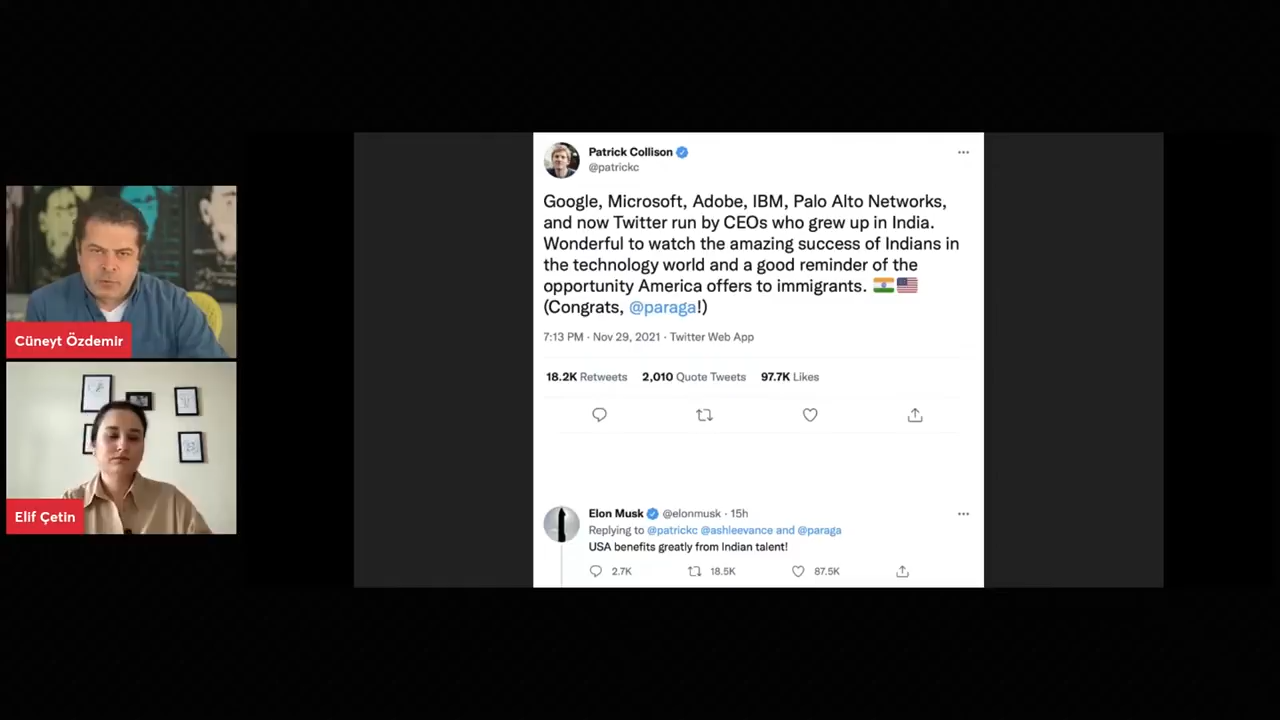 Cüneyt Özdemir
Elif Çetin
Patrick Collison
@patrickc
Google, Microsoft, Adobe, IBM, Palo Alto Networks,
and now Twitter run by CEOs who grew up in India.
Wonderful to watch the amazing success of Indians in
the technology world and a good reminder of the
opportunity America offers to immigrants. 🇮🇳🇺🇸
(Congrats, @paraga!)
7:13 PM · Nov 29, 2021 · Twitter Web App
18.2K Retweets 2,010 Quote Tweets 97.7K Likes
Elon Musk @elonmusk · 15h
Replying to @patrickc @ashleevance and @paraga
USA benefits greatly from Indian talent!
2.7K 18.5K 87.5K